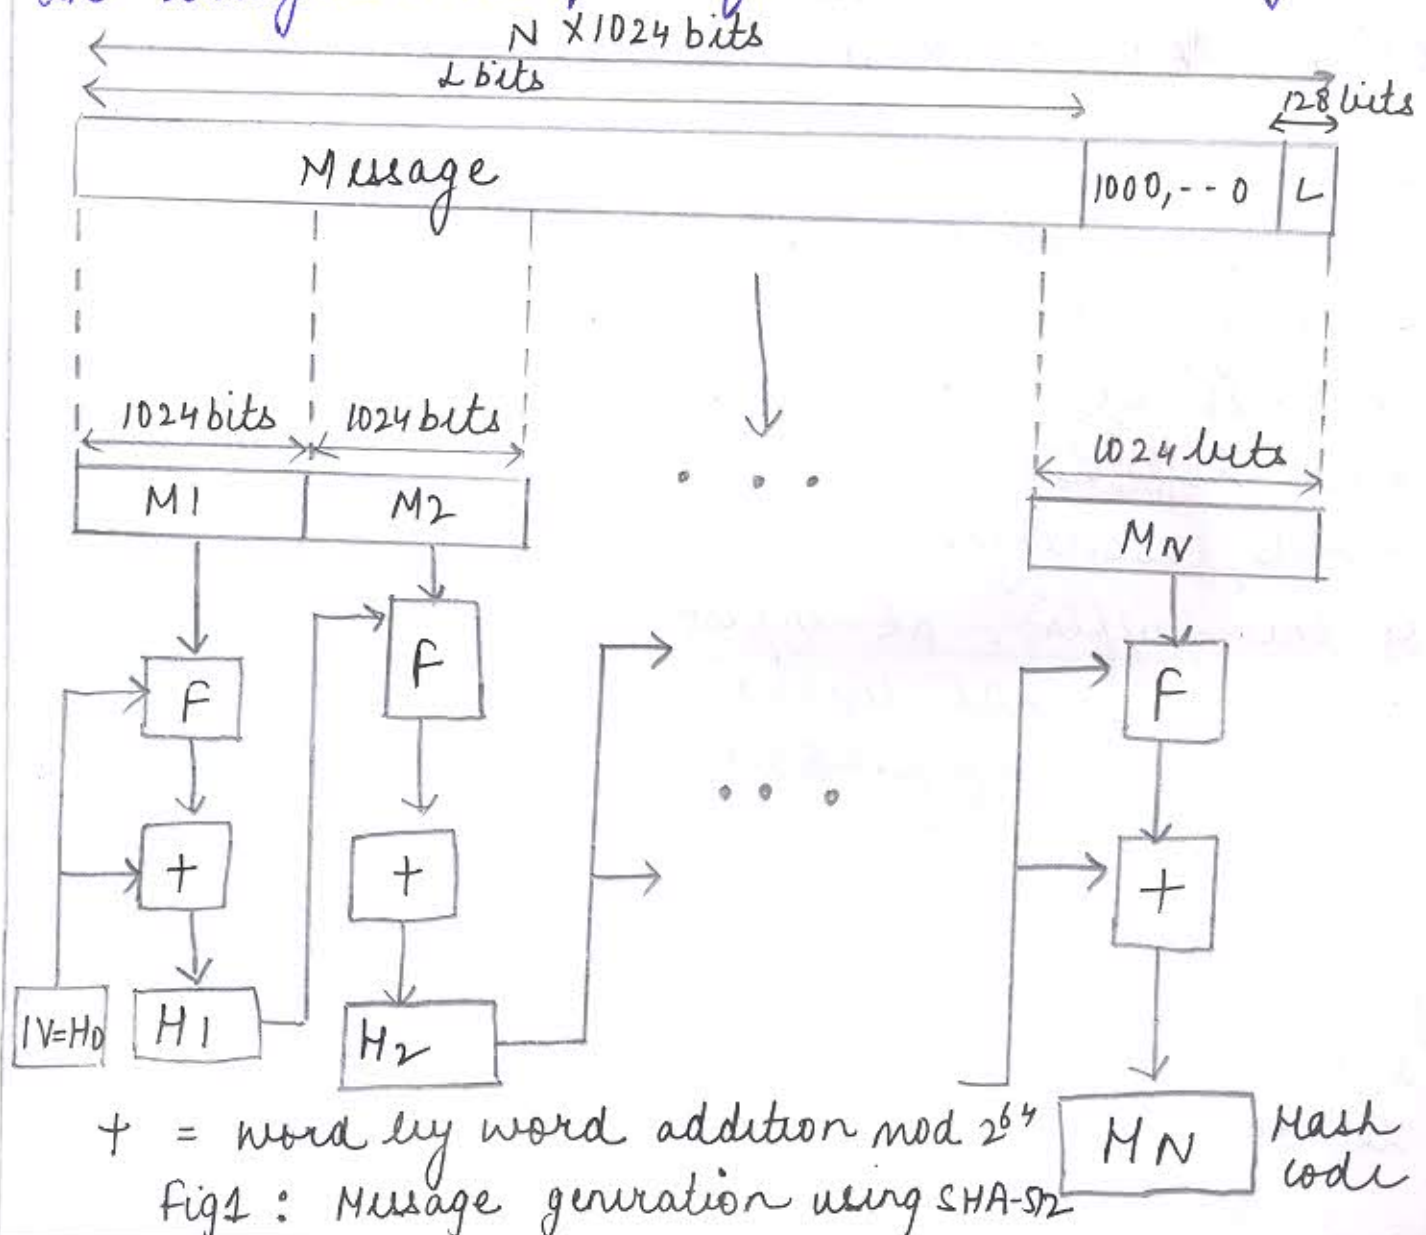 N X 1024 bits
L bits
128 bits
Message
1000,--0
L
1024 bits
1024 bits
1024 bits
M1
M2
MN
F
F
F
+
+
+
IV=H0
H1
H2
+ = word by word addition mod 2^64
HN
Hash
code
Fig1 : Message generation using SHA-512